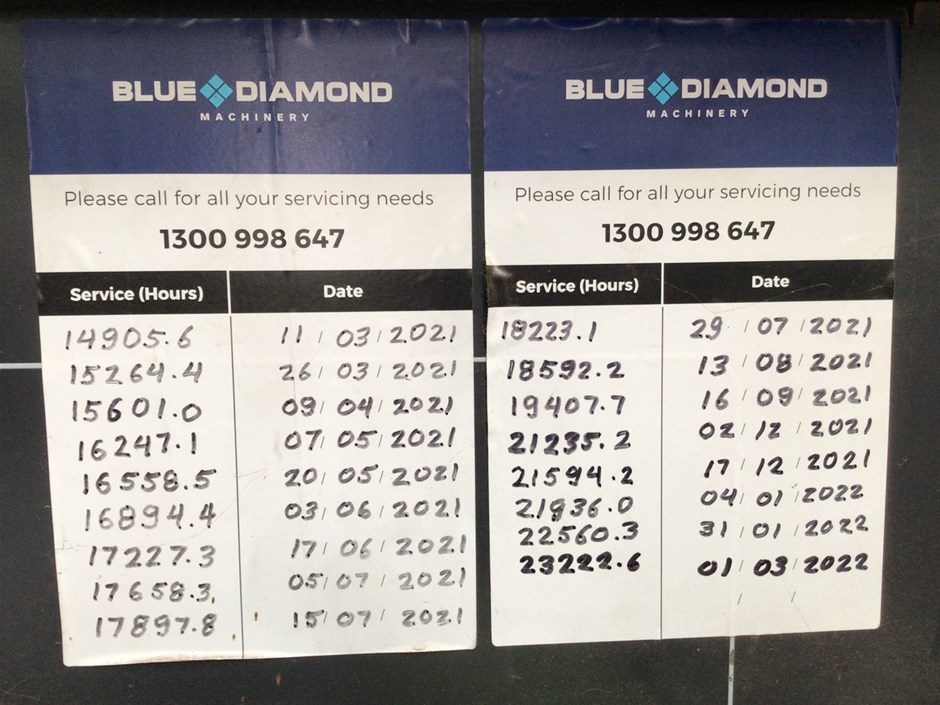 BLUE DIAMOND
MACHINERY
Please call for all your servicing needs
1300 998 647
Service (Hours) Date
14905.6 11/03/2021
15264.4 26/03/2021
15601.0 09/04/2021
16247.1 07/05/2021
16558.5 20/05/2021
16894.4 03/06/2021
17227.3 17/06/2021
17658.3 05/07/2021
17897.8 15/07/2021
BLUE DIAMOND
MACHINERY
Please call for all your servicing needs
1300 998 647
Service (Hours) Date
18223.1 29/07/2021
18592.2 13/08/2021
19407.7 16/09/2021
21235.2 02/12/2021
21594.2 17/12/2021
21936.0 04/01/2022
22560.3 31/01/2022
23222.6 01/03/2022
/ /